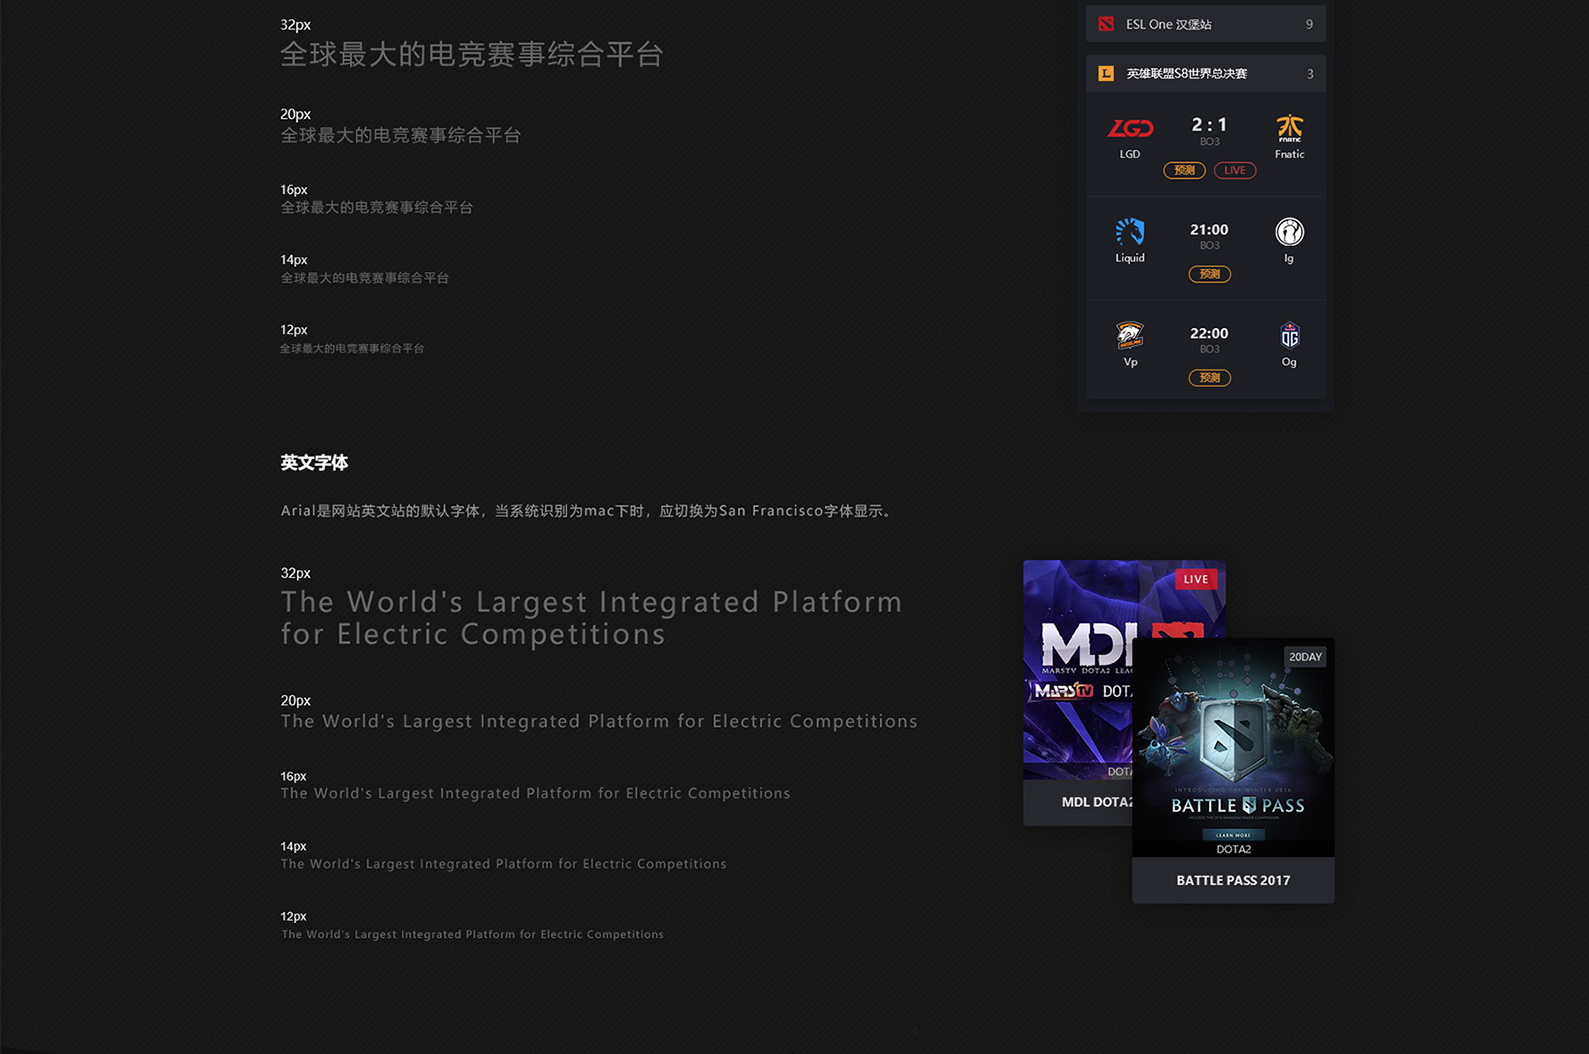 32px
全球最大的电竞赛事综合平台
20px
全球最大的电竞赛事综合平台
16px
全球最大的电竞赛事综合平台
14px
全球最大的电竞赛事综合平台
12px
全球最大的电竞赛事综合平台
ESL One 汉堡站 9
英雄联盟S8世界总决赛 3
LGD
2 : 1
BO3
FNATIC
LGD
Fnatic
预测 LIVE
21:00
BO3
Liquid
Ig
预测
22:00
BO3
Vp
OG
Og
预测
英文字体
Arial是网站英文站的默认字体，当系统识别为mac下时，应切换为San Francisco字体显示。
32px
The World's Largest Integrated Platform
for Electric Competitions
20px
The World's Largest Integrated Platform for Electric Competitions
16px
The World's Largest Integrated Platform for Electric Competitions
14px
The World's Largest Integrated Platform for Electric Competitions
12px
The World's Largest Integrated Platform for Electric Competitions
LIVE
MDL
MARSTV DOTA2 LEA
MARSTV DOTA
DOTA
MDL DOTA2
20DAY
INTRODUCING THE WINTER 2016
BATTLE PASS
LEARN MORE
DOTA2
BATTLE PASS 2017